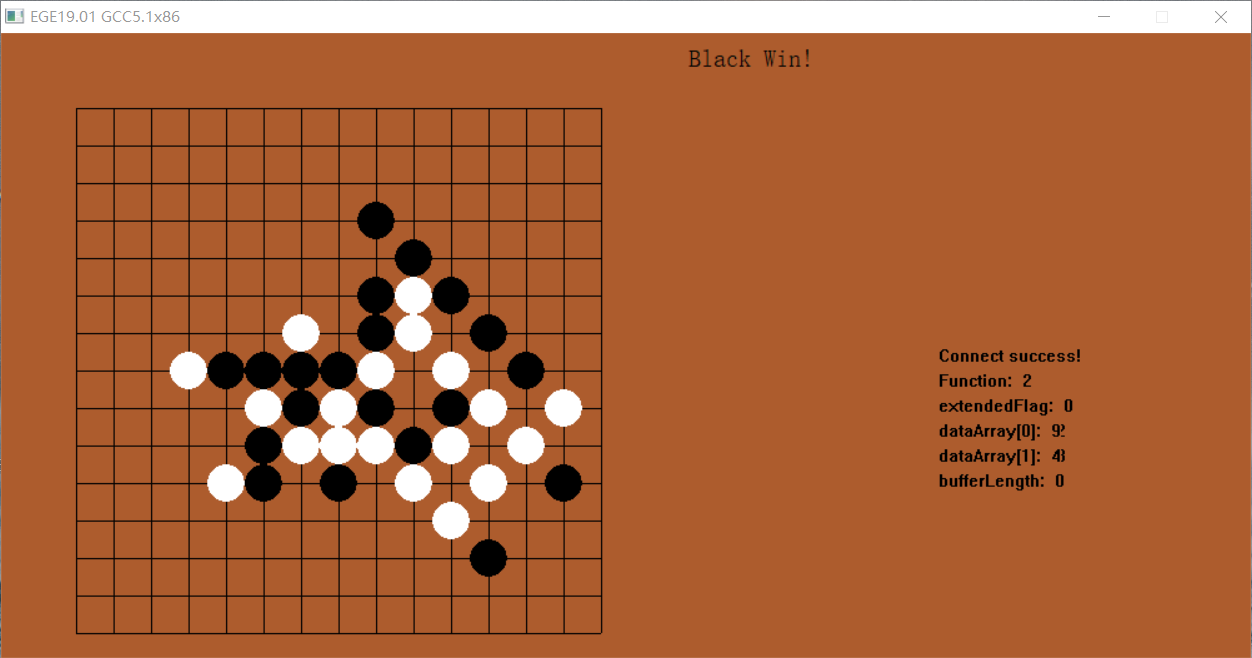 EGE19.01 GCC5.1x86
Black Win!
Connect success!
Function: 2
extendedFlag: 0
dataArray[0]:
dataArray[1]:
bufferLength: 0